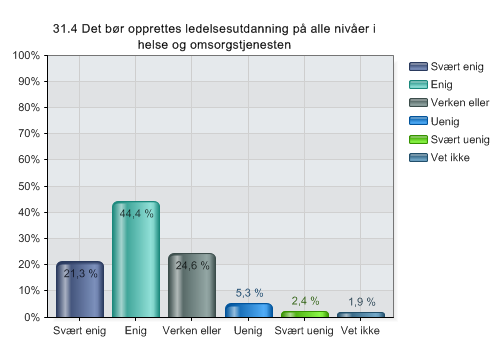 31.4 Det bør opprettes ledelsesutdanning på alle nivåer i
helse og omsorgstjenesten
100%
90%
80%
70%
60%
50%
40%
30%
20%
10%
0%
21,3 %
44,4 %
24,6 %
5,3 %
2,4 %
1,9 %
Svært enig
Enig
Verken eller
Uenig
Svært uenig
Vet ikke
Svært enig
Enig
Verken eller
Uenig
Svært uenig
Vet ikke